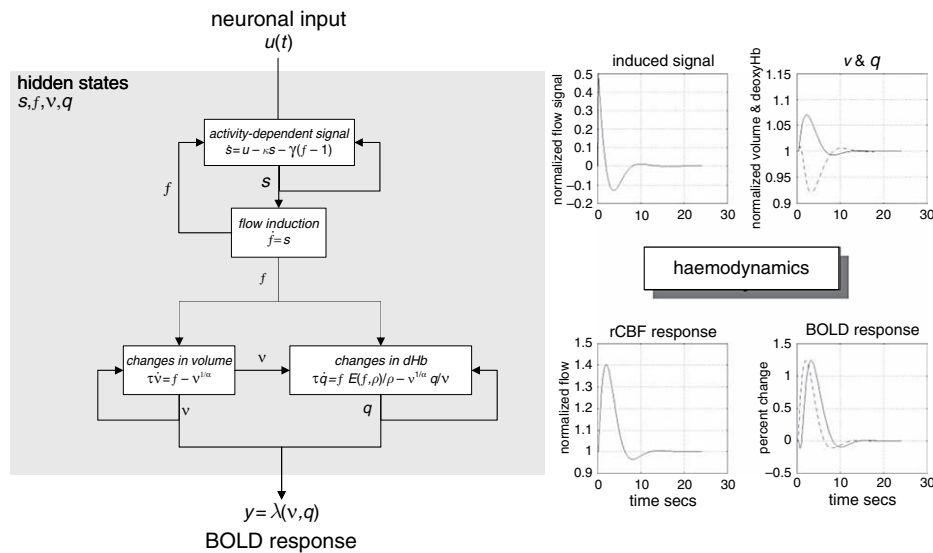 neuronal input
u(t)
hidden states
s,f,ν,q
activity-dependent signal
ṡ = u – κs – γ(f – 1)
f
s
flow induction
ḟ = s
f
changes in volume
τν̇ = f – ν^{1/α}
ν
changes in dHb
τq̇ = f E(f,ρ)/ρ – ν^{1/α} q/ν
ν
q
y = λ(ν,q)
BOLD response
induced signal
normalized flow signal
0.5
0.4
0.3
0.2
0.1
0
–0.1
–0.2
0 10 20 30
ν & q
normalized volume & deoxyHb
1.15
1.1
1.05
1
0.95
0.9
0 10 20 30
haemodynamics
rCBF response
normalized flow
1.5
1.4
1.3
1.2
1.1
1
0.9
0 10 20 30
time secs
BOLD response
percent change
1.5
1
0.5
0
–0.5
0 10 20 30
time secs